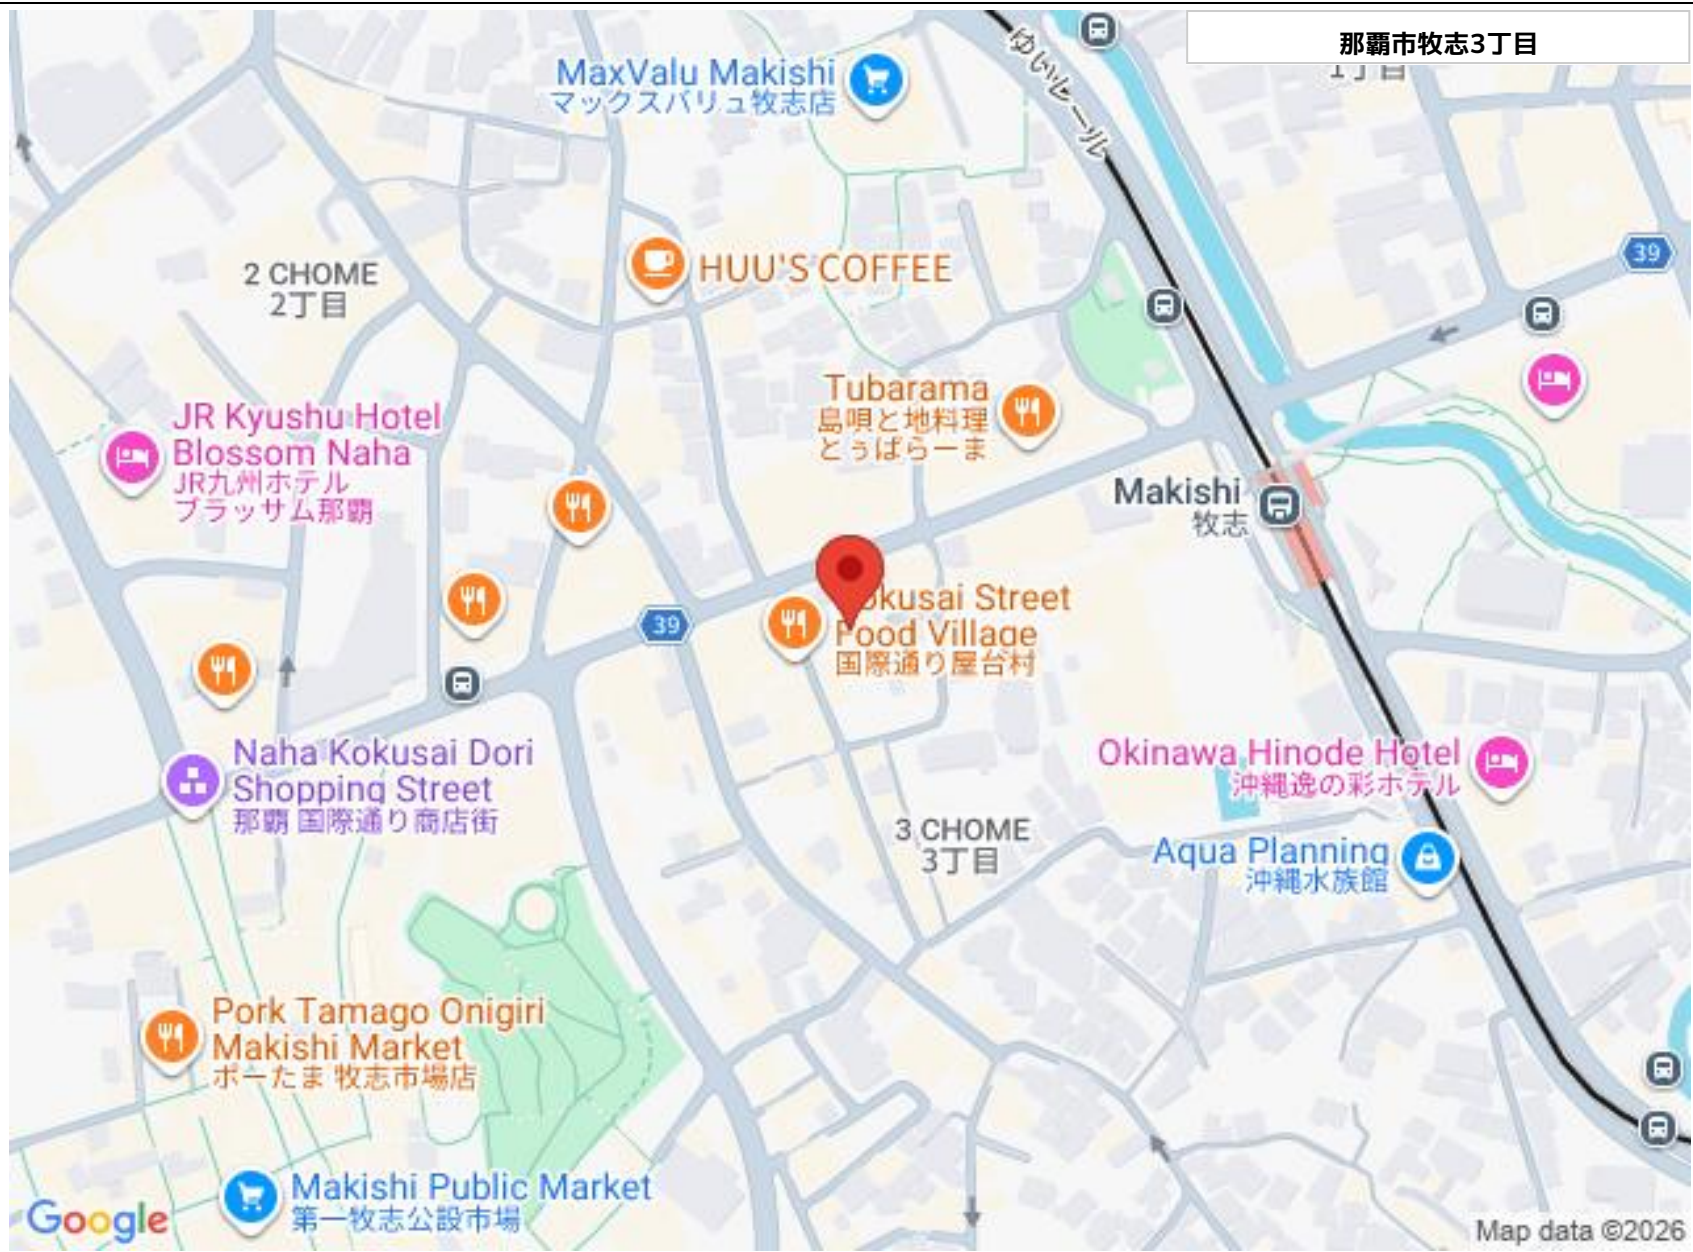 那覇市牧志3丁目
1丁目
ゆいレール
MaxValu Makishi
マックスバリュ牧志店
39
2 CHOME
2丁目
HUU'S COFFEE
Tubarama
島唄と地料理
とぅばらーま
JR Kyushu Hotel
Blossom Naha
JR九州ホテル
ブラッサム那覇
Makishi
牧志
39
okusai Street
Food Village
国際通り屋台村
Naha Kokusai Dori
Shopping Street
那覇 国際通り商店街
Okinawa Hinode Hotel
沖縄逸の彩ホテル
3 CHOME
3丁目
Aqua Planning
沖縄水族館
Pork Tamago Onigiri
Makishi Market
ポーたま 牧志市場店
Makishi Public Market
第一牧志公設市場
Google
Map data ©2026